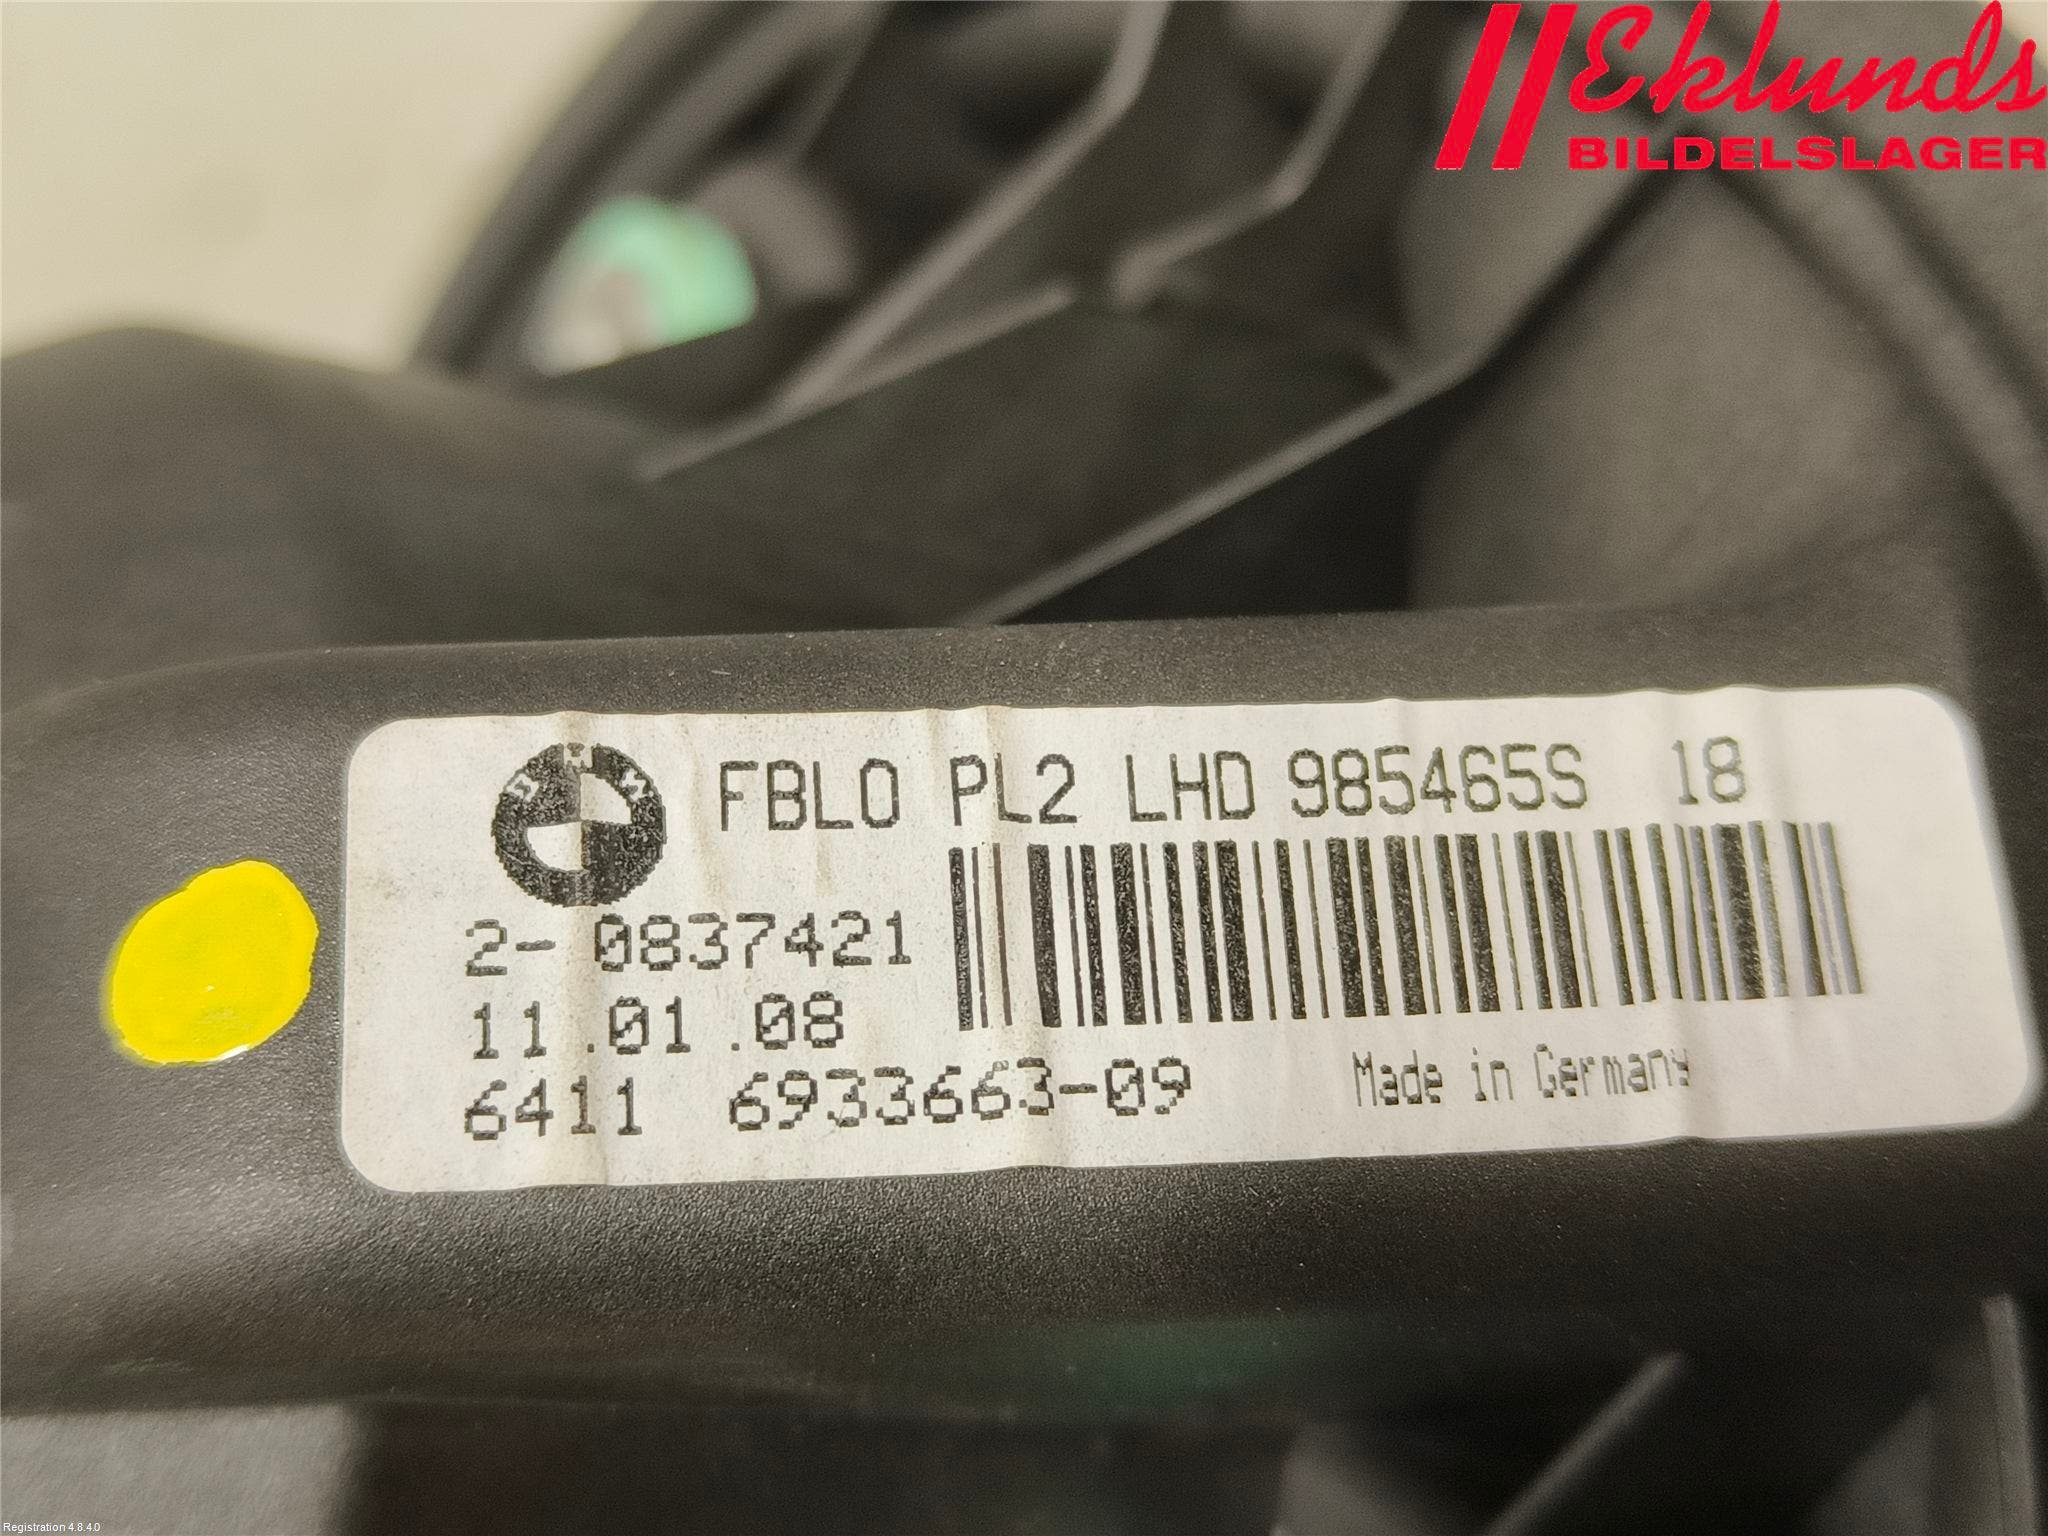 Eklunds
BILDELSLAGER
BMW
FBLO PL2 LHD 985465S 18
2- 0837421
11.01.08
6411 6933663-09
Made in Germany
Registration 4.8.4.0